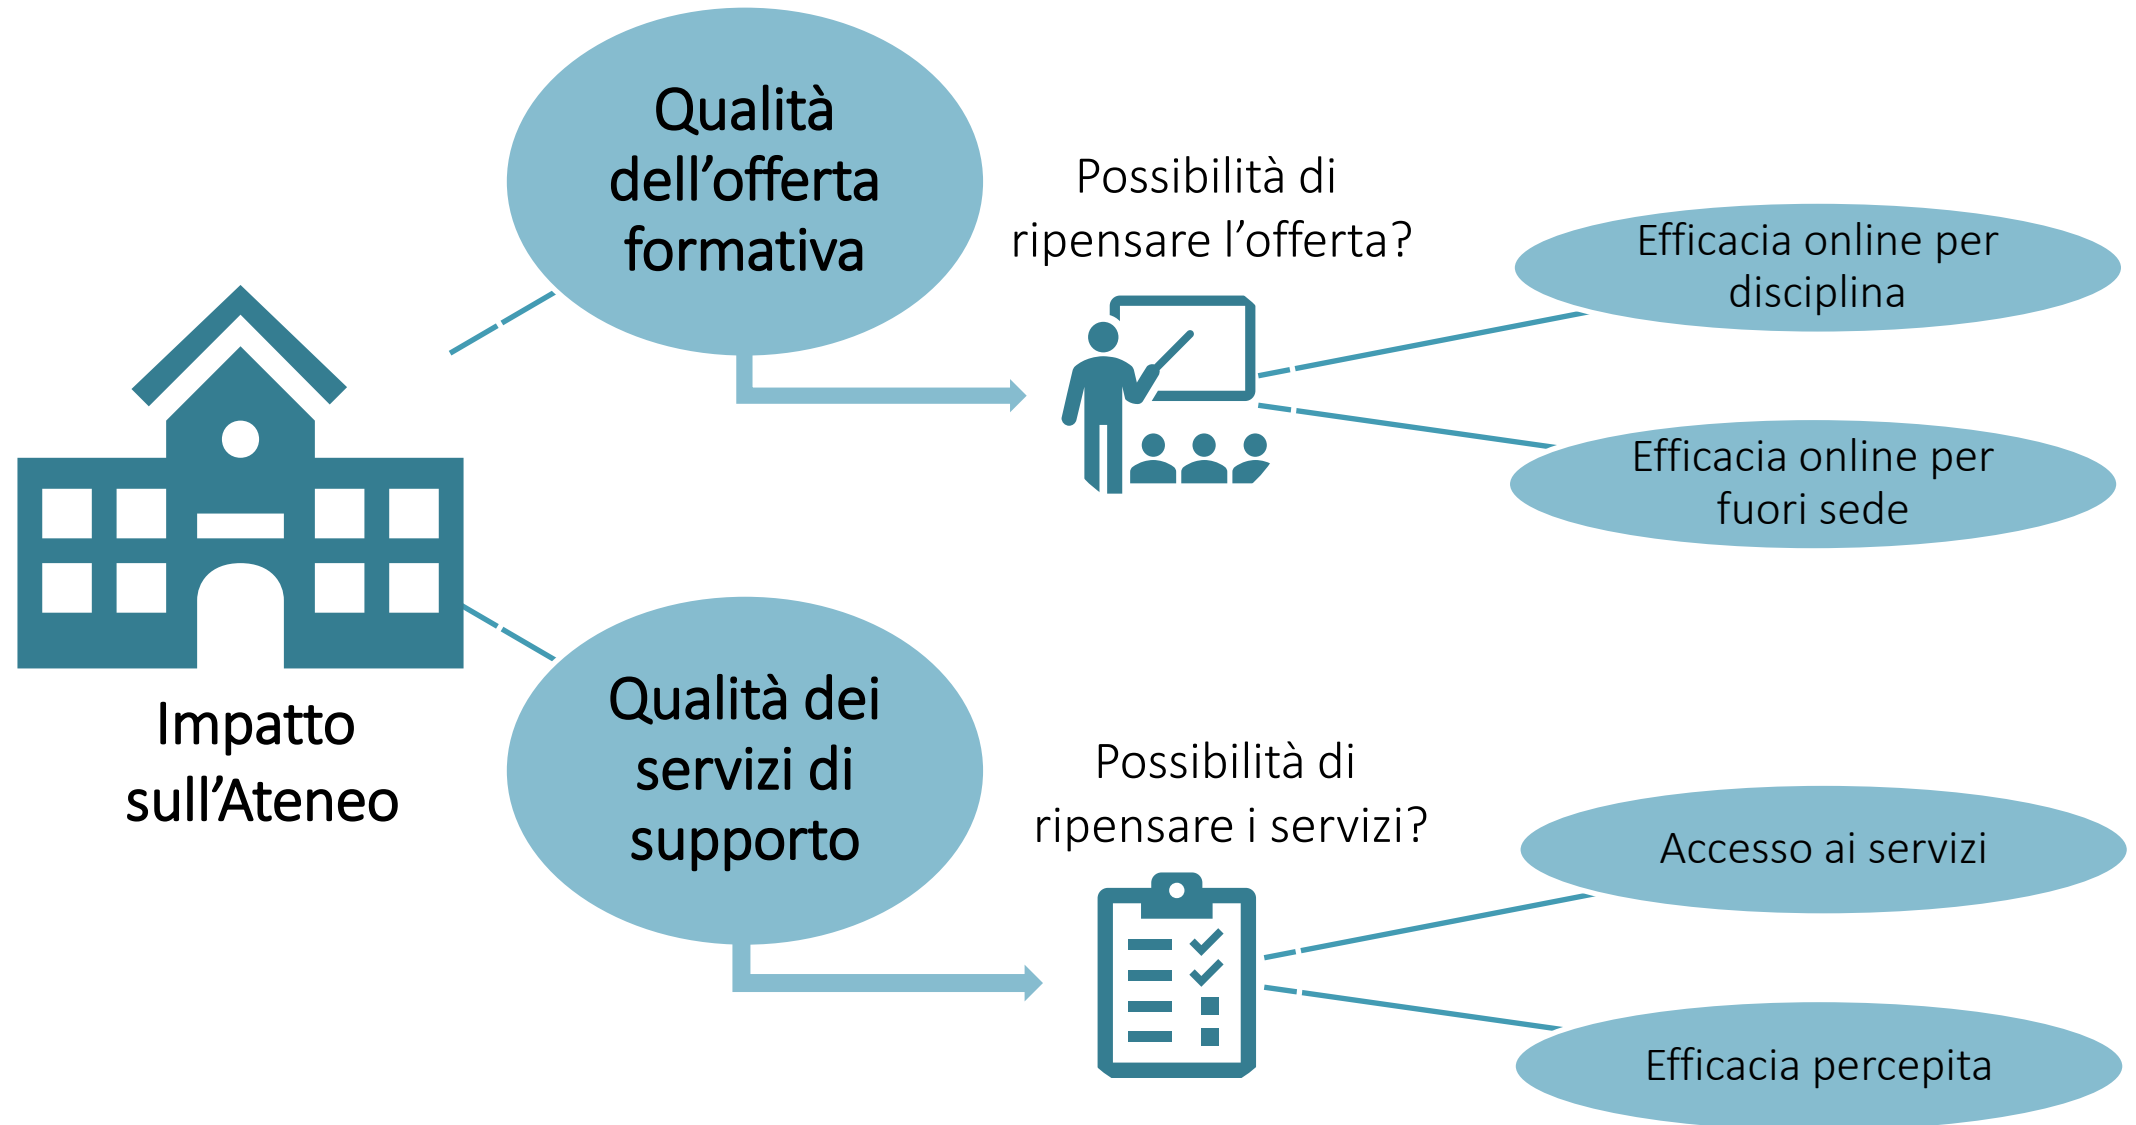 Qualità
dell’offerta
formativa
Possibilità di
ripensare l’offerta?
Efficacia online per
disciplina
Efficacia online per
fuori sede
Impatto
sull’Ateneo
Qualità dei
servizi di
supporto
Possibilità di
ripensare i servizi?
Accesso ai servizi
Efficacia percepita